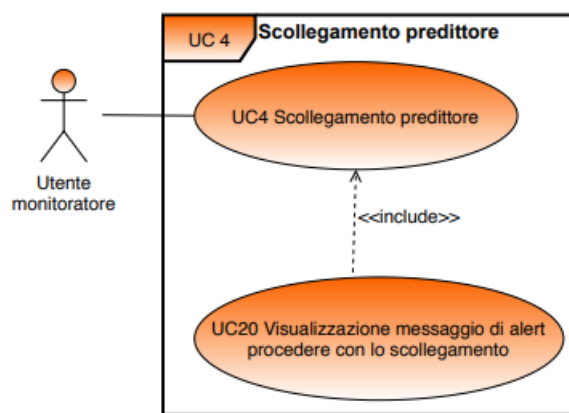 UC 4
Scollegamento predittore
UC4 Scollegamento predittore
Utente
monitoratore
<<include>>
UC20 Visualizzazione messaggio di alert
procedere con lo scollegamento